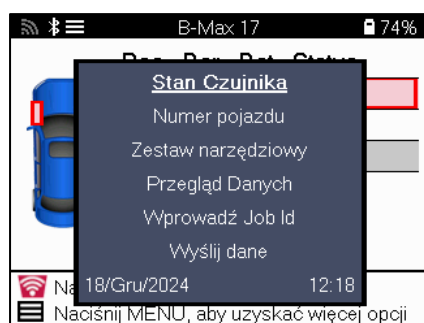 B-Max 17
74%
Stan Czujnika
Numer pojazdu
Zestaw narzędziowy
Przegląd Danych
Wprowadź Job Id
Wyślij dane
18/Gru/2024 12:18
Naciśnij MENU, aby uzyskać więcej opcji